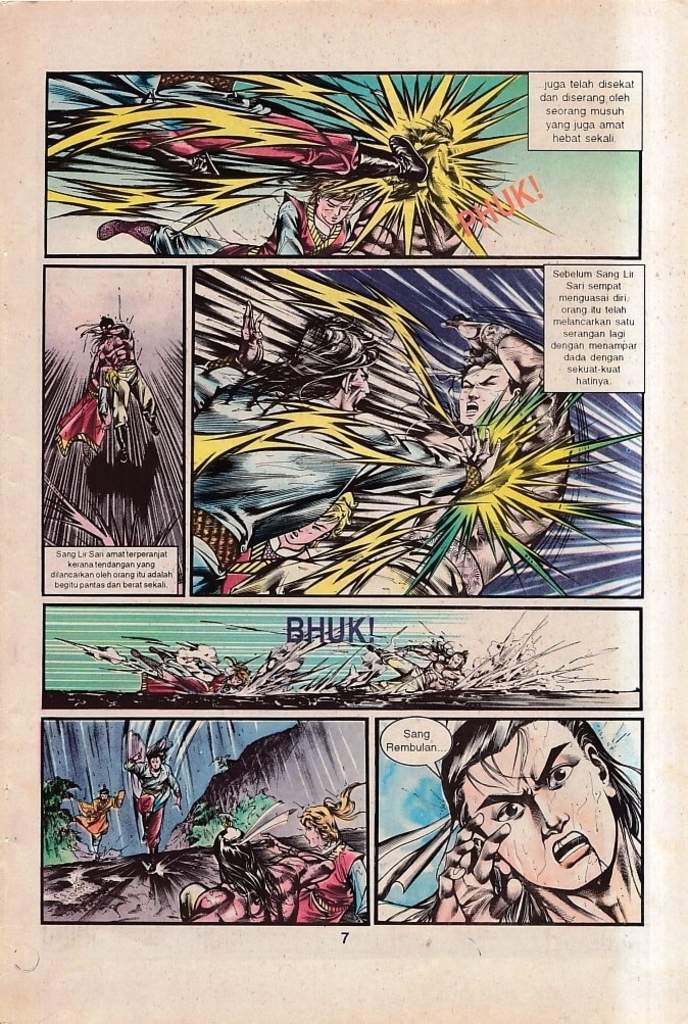 ...juga telah disekat
dan diserang oleh
seorang musuh
yang juga amat
hebat sekali.
PHUK!
Sebelum Sang Lir
Sari sempat
menguasai diri,
orang itu telah
melancarkan satu
serangan lagi
dengan menampar
dada dengan
sekuat-kuat
hatinya.
Sang Lir Sari amat terperanjat
kerana tendangan yang
dilancarkan oleh orang itu adalah
begitu pantas dan berat sekali.
BHUK!
Sang
Rembulan...
7